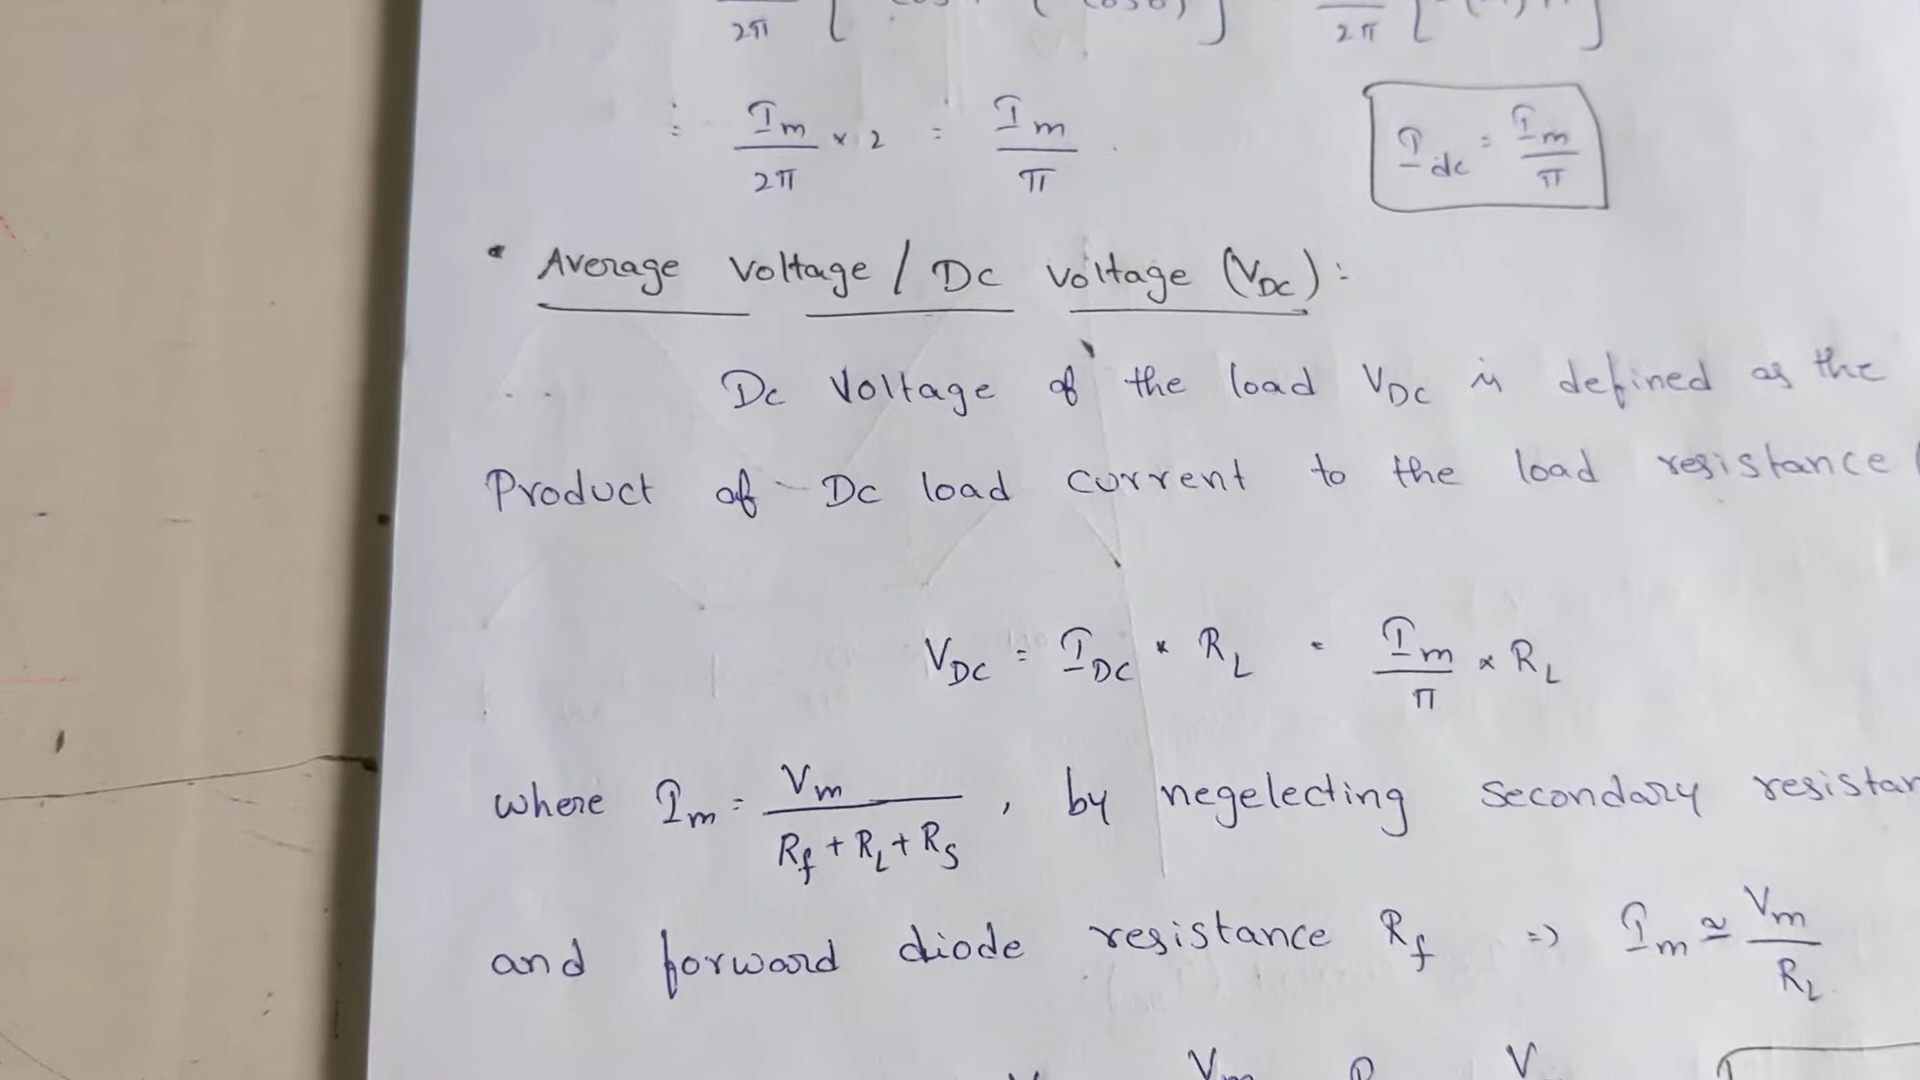 2π [ 2π [ ]
= Im/2π × 2 = Im/π . Idc = Im/π
* Average Voltage / Dc Voltage (VDC) :
Dc Voltage of the load VDC is defined as the
Product of Dc load current to the load resistance
VDC = IDC * RL = Im/π × RL
where Im = Vm/Rf + RL + RS , by negelecting secondary
and forward diode resistance Rf => Im ≃ Vm/RL